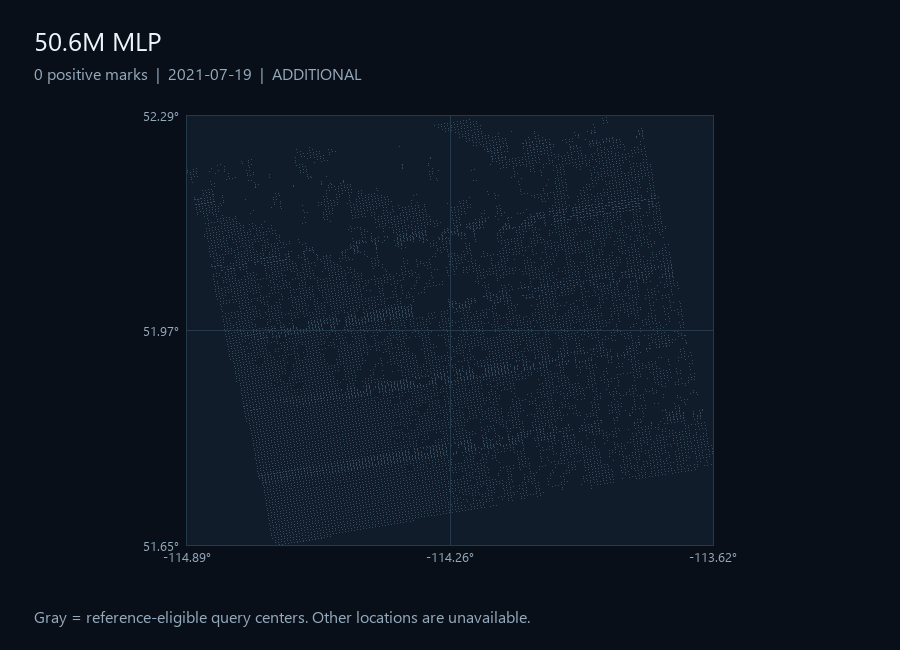 50.6M MLP
0 positive marks | 2021-07-19 | ADDITIONAL
52.29°
51.97°
51.65°
-114.89°
-114.26°
-113.62°
Gray = reference-eligible query centers. Other locations are unavailable.